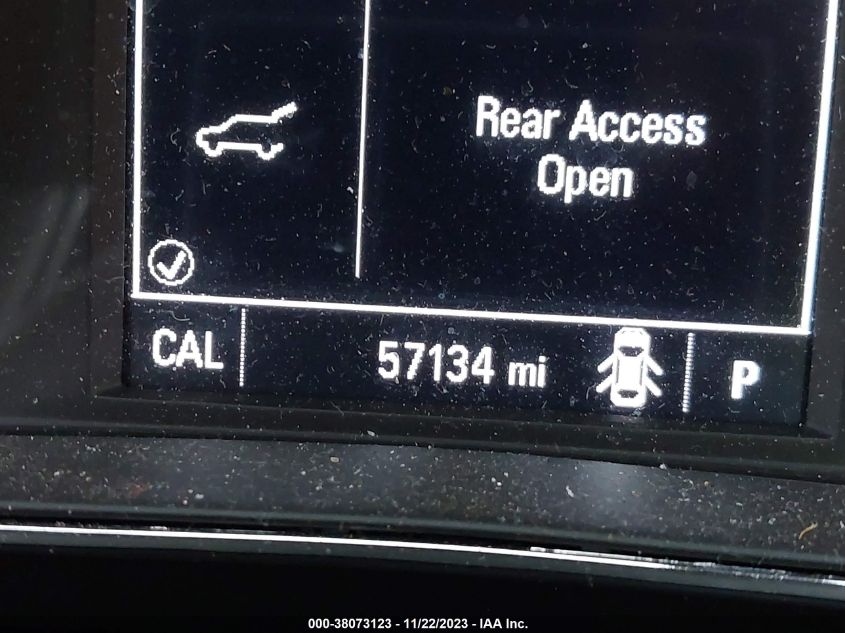 Rear Access
Open
CAL
57134 mi
P
000-38073123 - 11/22/2023 - IAA Inc.